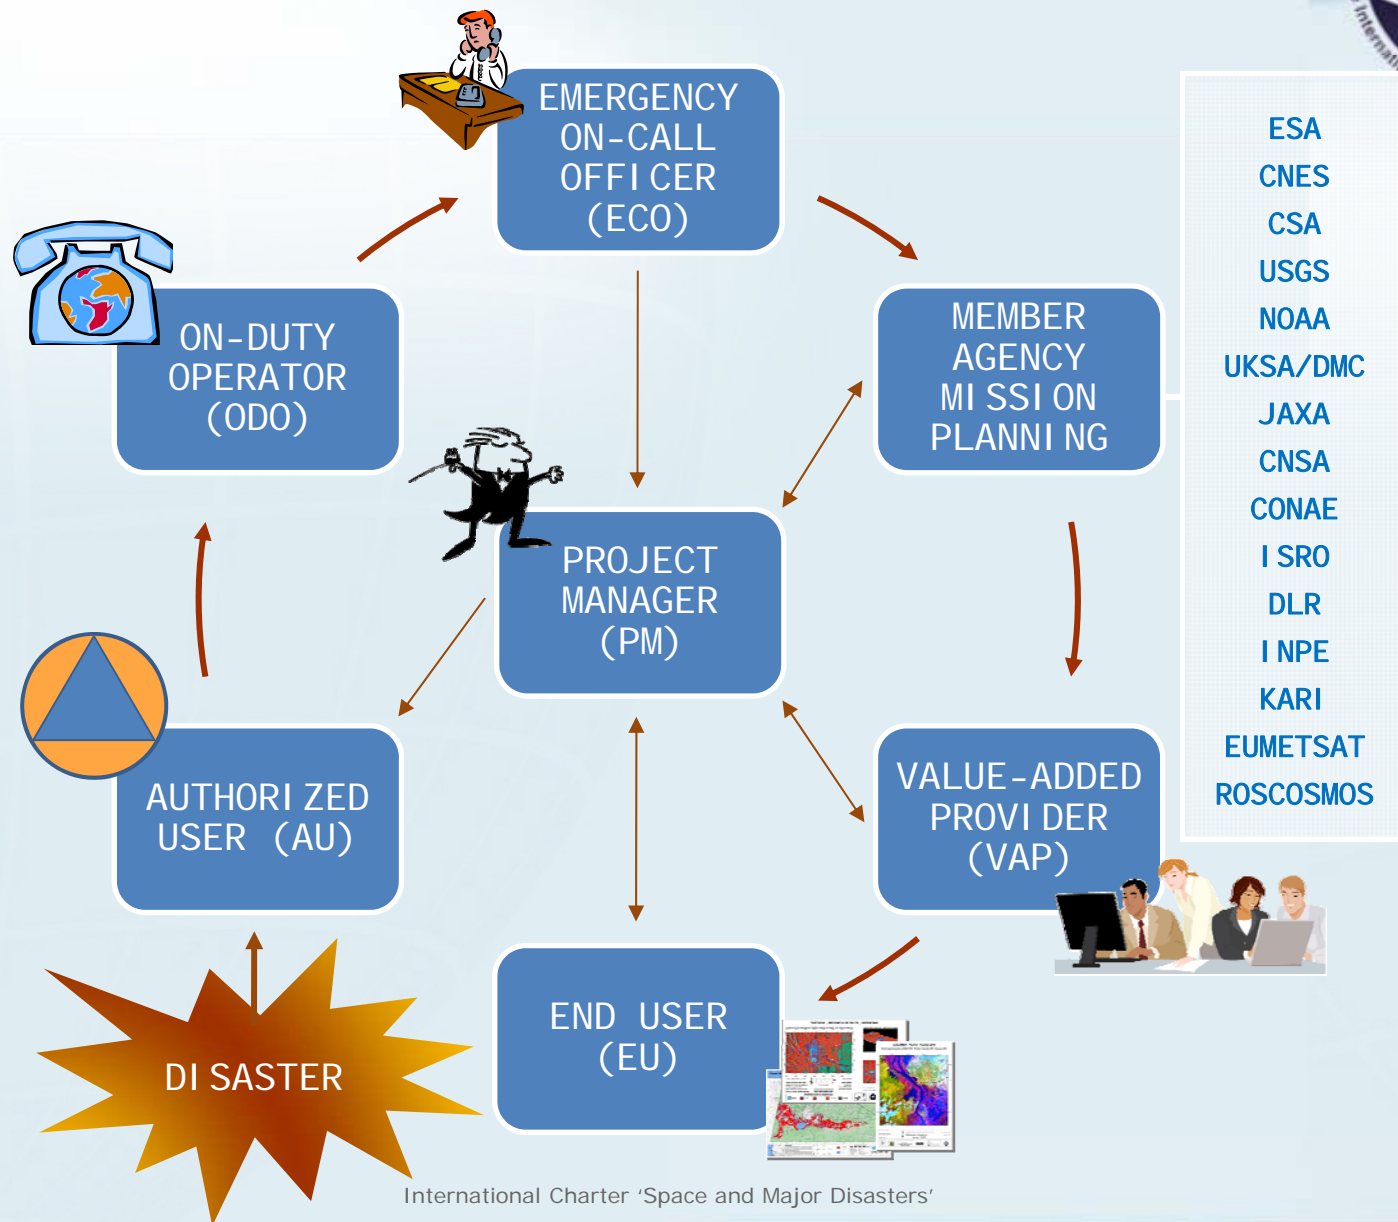 International
EMERGENCY
ON-CALL
OFFICER
(ECO)
ON-DUTY
OPERATOR
(ODO)
MEMBER
AGENCY
MISSION
PLANNING
PROJECT
MANAGER
(PM)
AUTHORIZED
USER (AU)
VALUE-ADDED
PROVIDER
(VAP)
END USER
(EU)
DISASTER
ESA
CNES
CSA
USGS
NOAA
UKSA/DMC
JAXA
CNSA
CONAE
ISRO
DLR
INPE
KARI
EUMETSAT
ROSCOSMOS
International Charter ‘Space and Major Disasters’